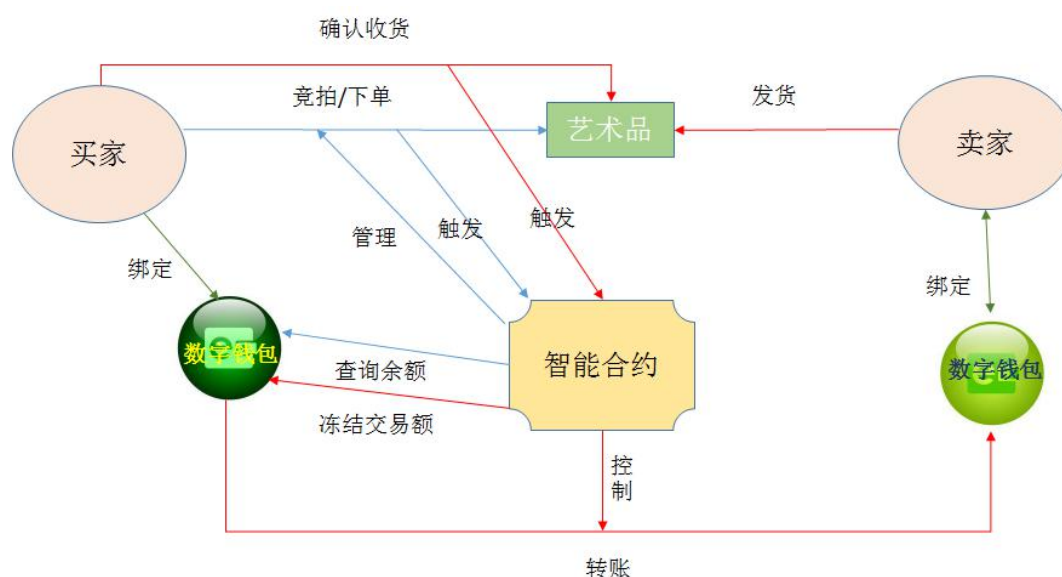 确认收货
竞拍/下单
发货
艺术品
买家
卖家
触发
触发
管理
绑定
绑定
数字钱包
查询余额
智能合约
数字钱包
冻结交易额
控
制
转账